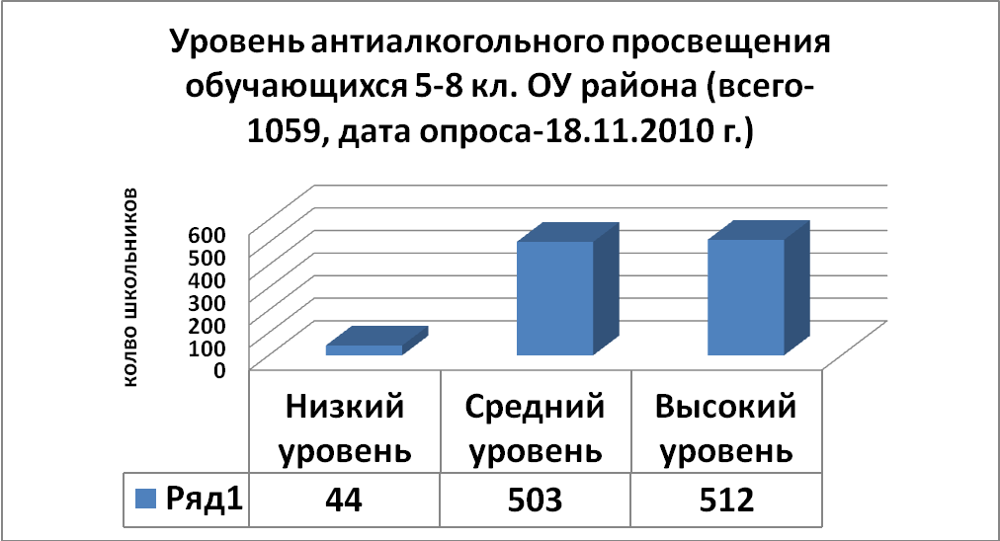 Уровень антиалкогольного просвещения
обучающихся 5-8 кл. ОУ района (всего-
1059, дата опроса-18.11.2010 г.)
колво школьников
600
500
400
300
200
100
0
Низкий уровень
Средний уровень
Высокий уровень
Ряд1 44 503 512